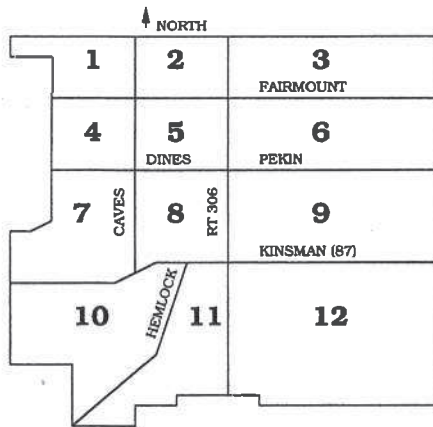 NORTH
1 2 3
FAIRMOUNT
4 5 6
DINES PEKIN
7 CAVES 8 RT 306 9
KINSMAN (87)
10 HEMLOCK 11 12